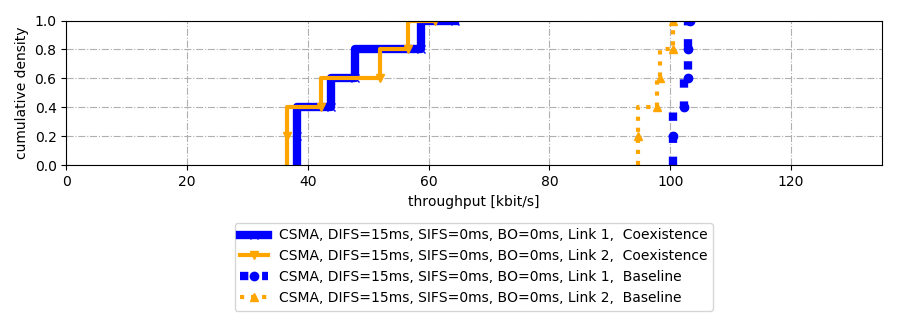 1.0
0.8
0.6
0.4
0.2
0.0
cumulative density
0 20 40 60 80 100 120
throughput [kbit/s]
CSMA, DIFS=15ms, SIFS=0ms, BO=0ms, Link 1,  Coexistence
CSMA, DIFS=15ms, SIFS=0ms, BO=0ms, Link 2,  Coexistence
CSMA, DIFS=15ms, SIFS=0ms, BO=0ms, Link 1,  Baseline
CSMA, DIFS=15ms, SIFS=0ms, BO=0ms, Link 2,  Baseline